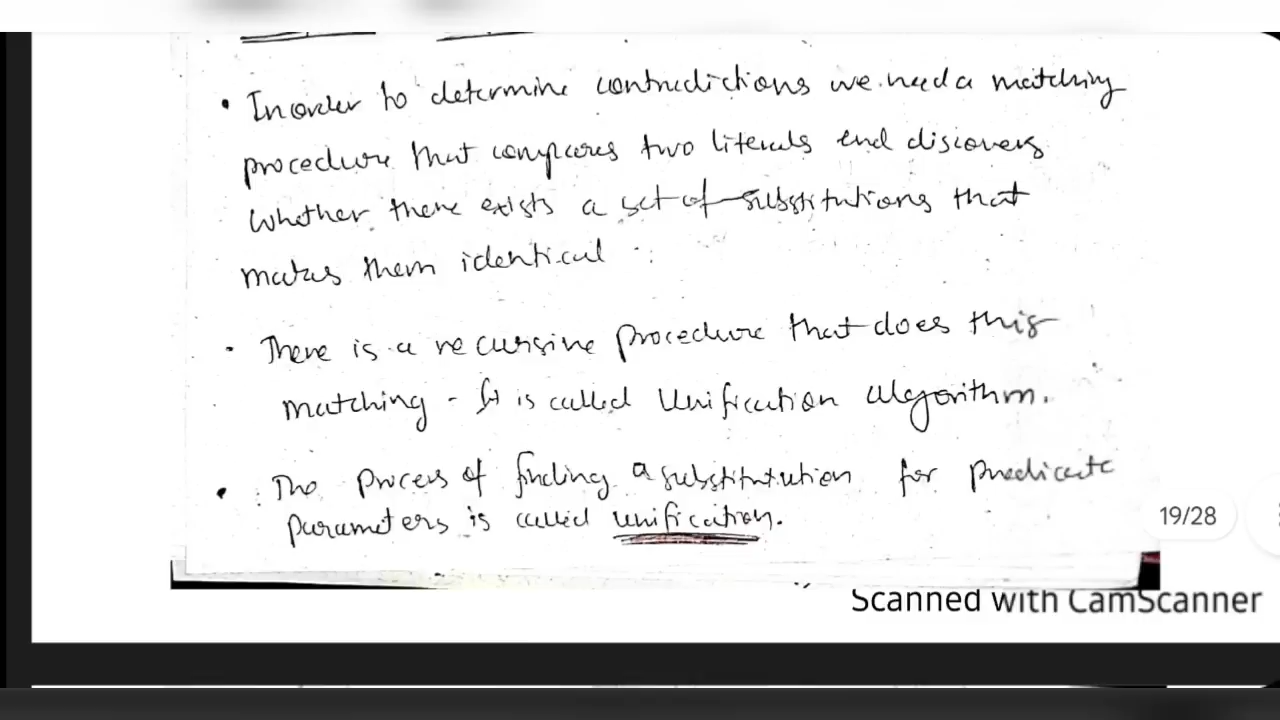 • In order to determine contradictions we need a matching
procedure that compares two literals and discovers
whether there exists a set of substitutions that
makes them identical.
• There is a recursive procedure that does this
matching - It is called Unification algorithm.
• The process of finding a substitution for predicate
parameters is called unification.
19/28
Scanned with CamScanner